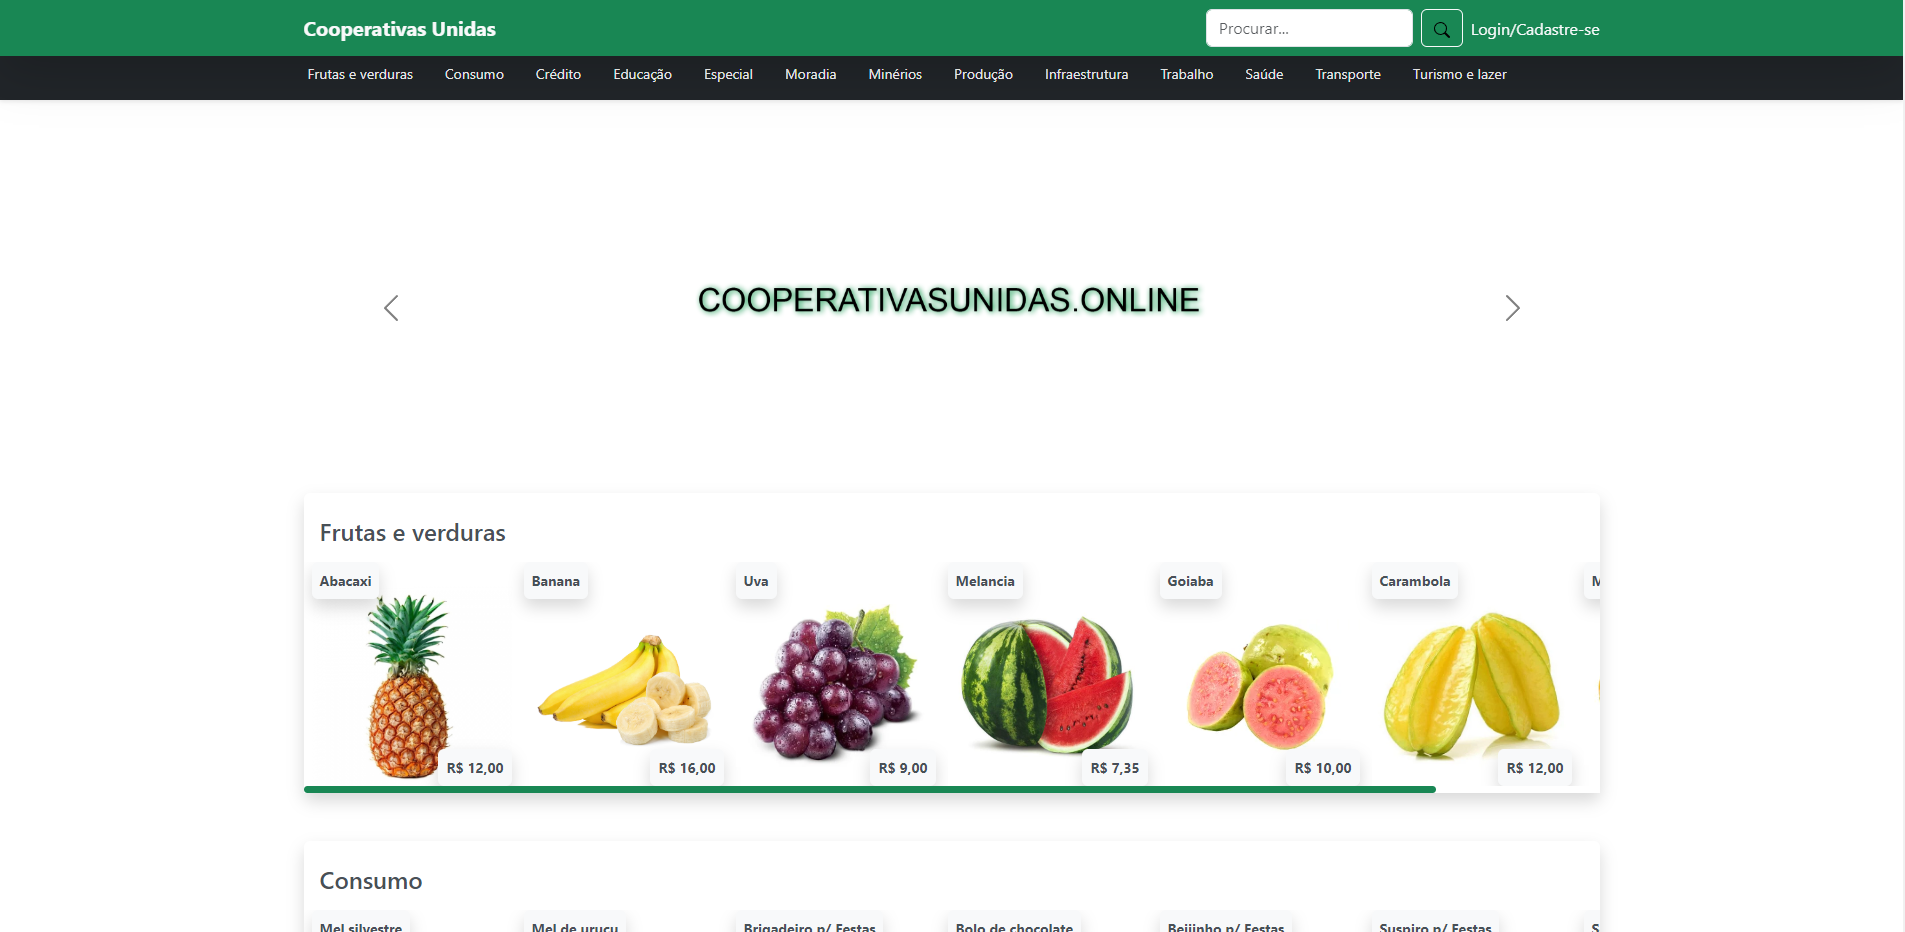 Cooperativas Unidas
Procurar...
Login/Cadastre-se
Frutas e verduras Consumo Crédito Educação Especial Moradia Minérios Produção Infraestrutura Trabalho Saúde Transporte Turismo e lazer
COOPERATIVASUNIDAS.ONLINE
Frutas e verduras
Abacaxi Banana Uva Melancia Goiaba Carambola
R$ 12,00 R$ 16,00 R$ 9,00 R$ 7,35 R$ 10,00 R$ 12,00
Consumo
Mel silvestre Mel de uruçu Brigadeiro p/ Festas Bolo de chocolate Beijinho p/ Festas Suspiro p/ Festas